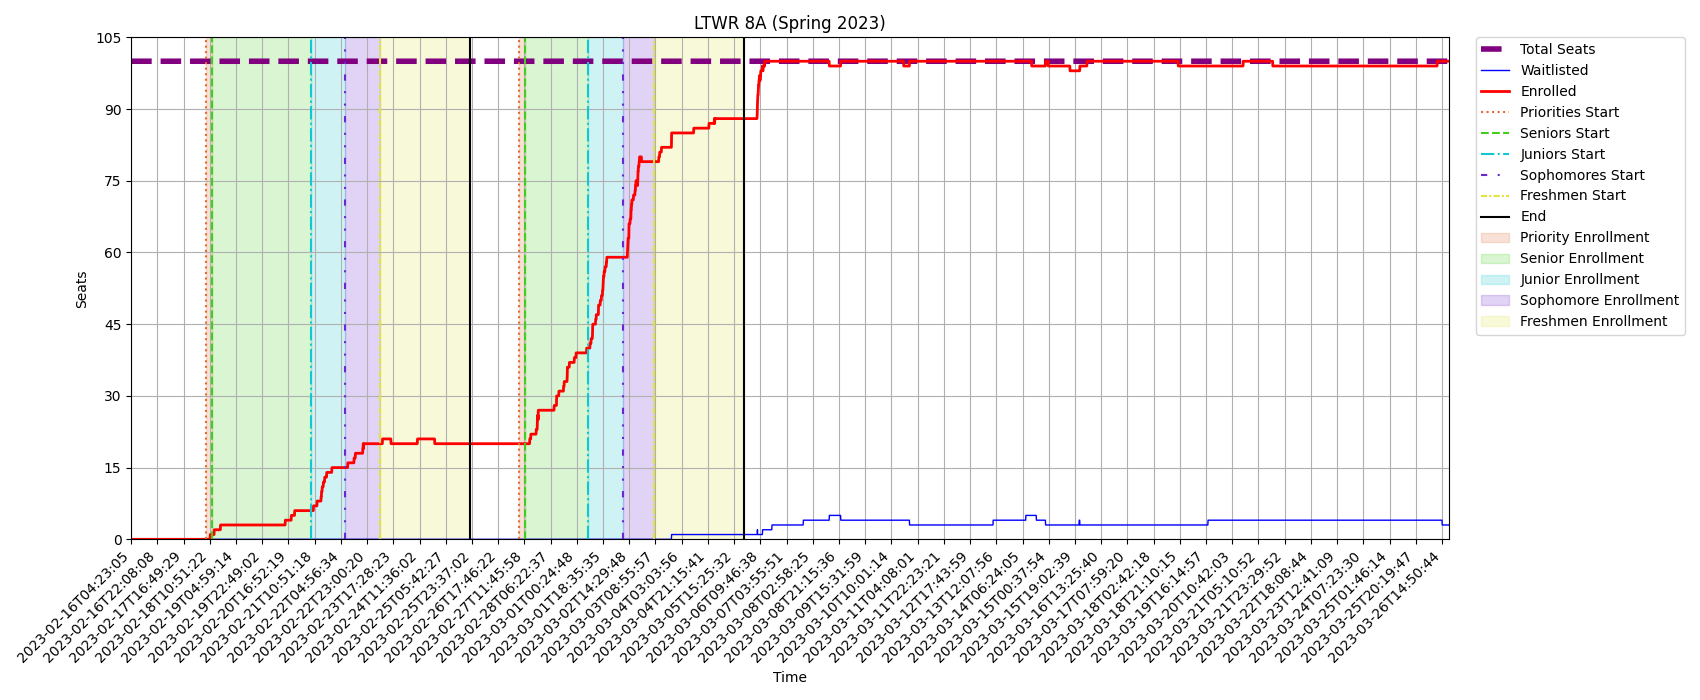 LTWR 8A (Spring 2023)
105
90
75
60
45
30
15
0
Seats
2023-02-16T04:23:05
2023-02-16T22:08:08
2023-02-17T16:49:29
2023-02-18T10:51:22
2023-02-19T04:59:14
2023-02-19T22:49:02
2023-02-20T16:52:19
2023-02-21T10:51:18
2023-02-22T04:56:34
2023-02-22T23:00:20
2023-02-23T17:28:23
2023-02-24T11:36:02
2023-02-25T05:42:27
2023-02-25T23:37:02
2023-02-26T17:46:22
2023-02-27T11:45:58
2023-02-28T06:22:37
2023-03-01T00:24:48
2023-03-01T18:35:35
2023-03-02T14:29:48
2023-03-03T08:55:57
2023-03-04T03:03:56
2023-03-04T21:15:41
2023-03-05T15:25:32
2023-03-06T09:46:38
2023-03-07T03:55:51
2023-03-08T02:58:25
2023-03-08T21:15:36
2023-03-09T15:31:59
2023-03-10T10:01:14
2023-03-11T04:08:01
2023-03-11T22:23:21
2023-03-12T17:43:59
2023-03-13T12:07:56
2023-03-14T06:24:05
2023-03-15T00:37:54
2023-03-15T19:02:39
2023-03-16T13:25:40
2023-03-17T07:59:20
2023-03-18T02:42:18
2023-03-18T21:10:15
2023-03-19T16:14:57
2023-03-20T10:42:03
2023-03-21T05:10:52
2023-03-21T23:29:52
2023-03-22T18:08:44
2023-03-23T12:41:09
2023-03-24T07:23:30
2023-03-25T01:46:14
2023-03-25T20:19:47
2023-03-26T14:50:44
Time
Total Seats
Waitlisted
Enrolled
Priorities Start
Seniors Start
Juniors Start
Sophomores Start
Freshmen Start
End
Priority Enrollment
Senior Enrollment
Junior Enrollment
Sophomore Enrollment
Freshmen Enrollment